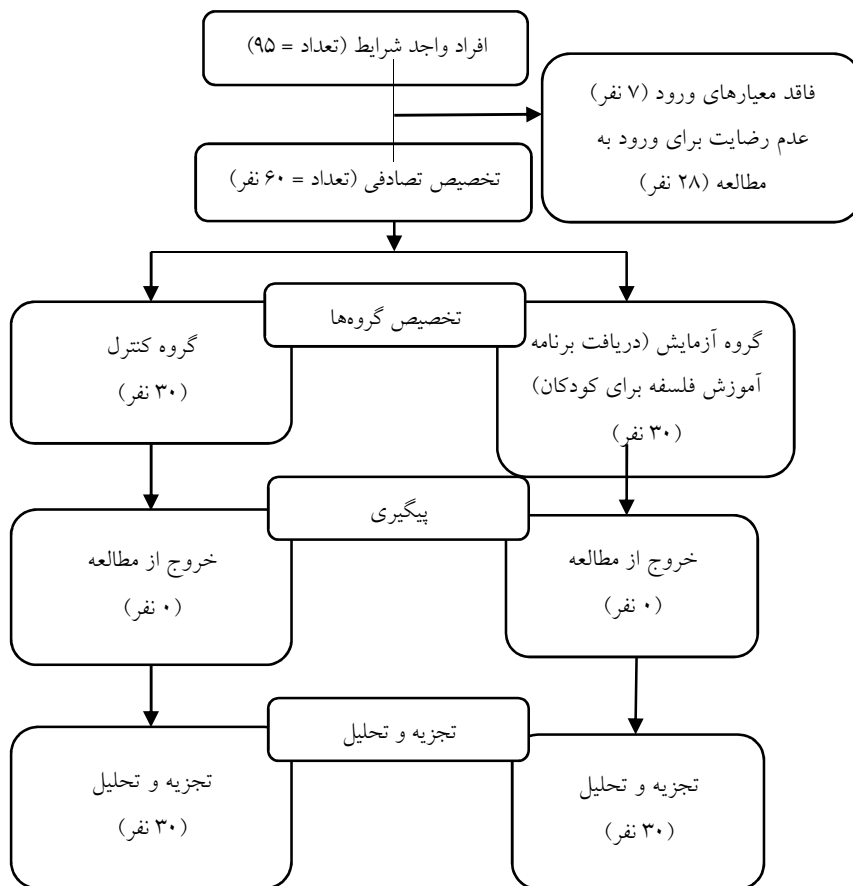 افراد واجد شرایط (تعداد = ۹۵)
فاقد معیارهای ورود (۷ نفر)
عدم رضایت برای ورود به
مطالعه (۲۸ نفر)
تخصیص تصادفی (تعداد = ۶۰ نفر)
تخصیص گروه‌ها
گروه آزمایش (دریافت برنامه
آموزش فلسفه برای کودکان)
(۳۰ نفر)
گروه کنترل
(۳۰ نفر)
پیگیری
خروج از مطالعه
(۰ نفر)
خروج از مطالعه
(۰ نفر)
تجزیه و تحلیل
تجزیه و تحلیل
(۳۰ نفر)
تجزیه و تحلیل
(۳۰ نفر)